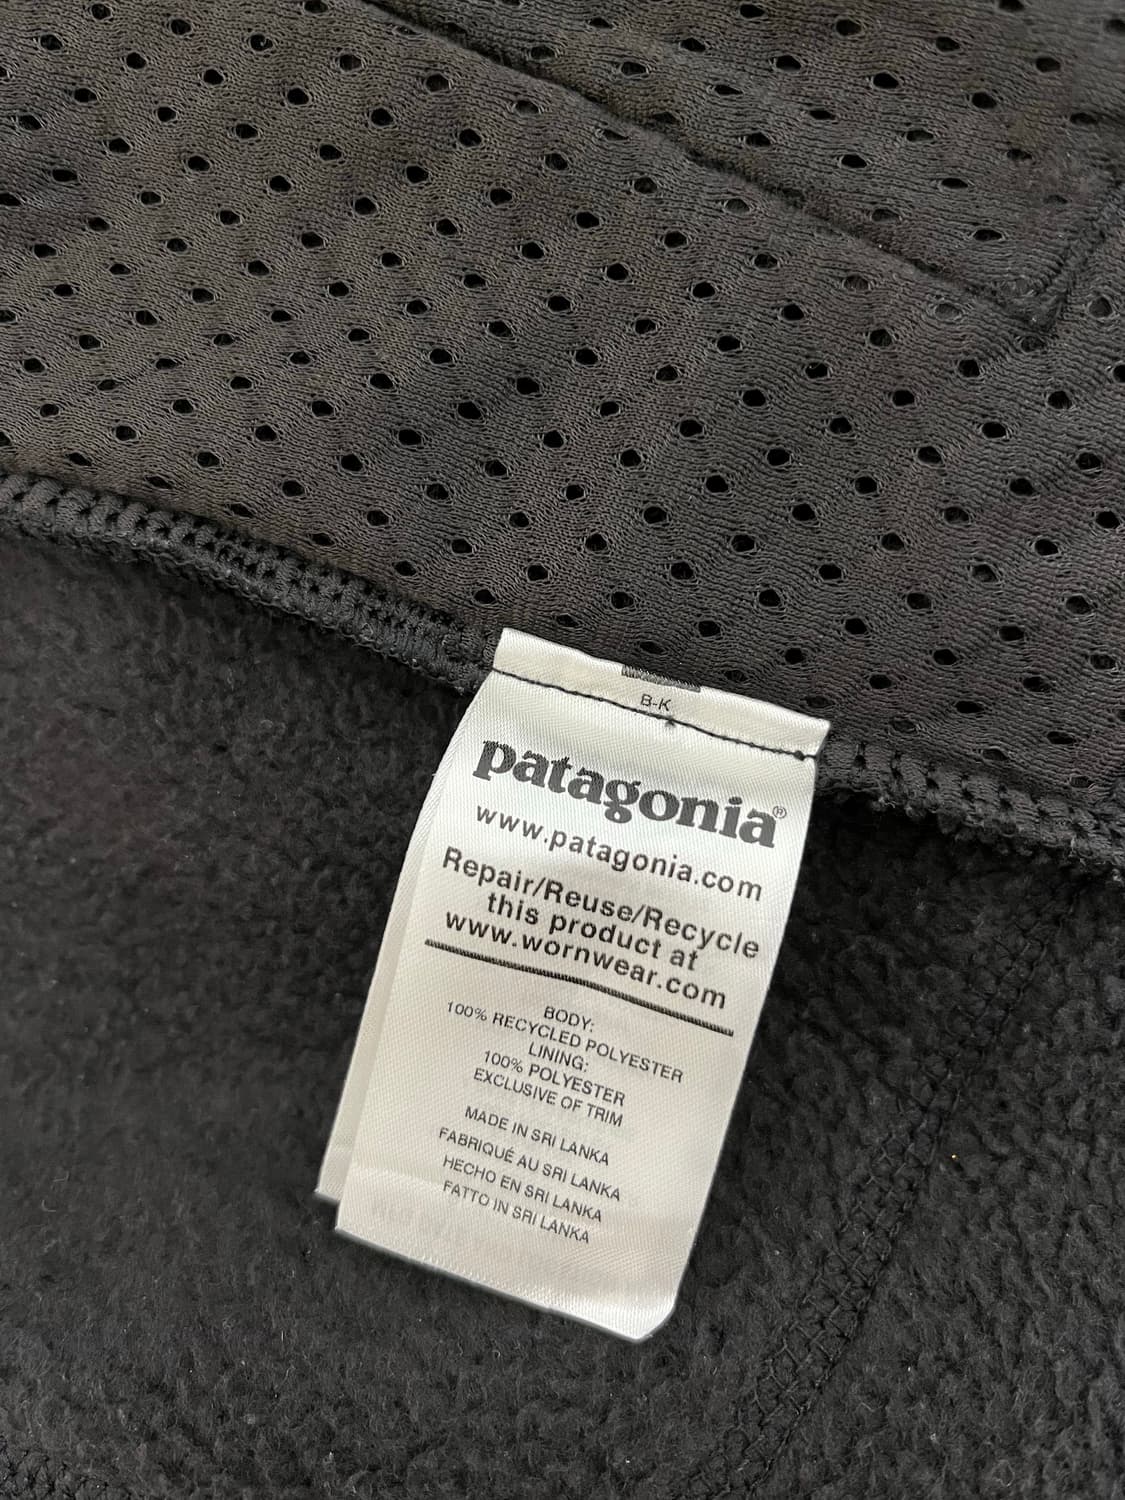 B-K
patagonia®
www.patagonia.com
Repair/Reuse/Recycle
this product at
www.wornwear.com
BODY:
100% RECYCLED POLYESTER
LINING:
100% POLYESTER
EXCLUSIVE OF TRIM
MADE IN SRI LANKA
FABRIQUÉ AU SRI LANKA
HECHO EN SRI LANKA
FATTO IN SRI LANKA